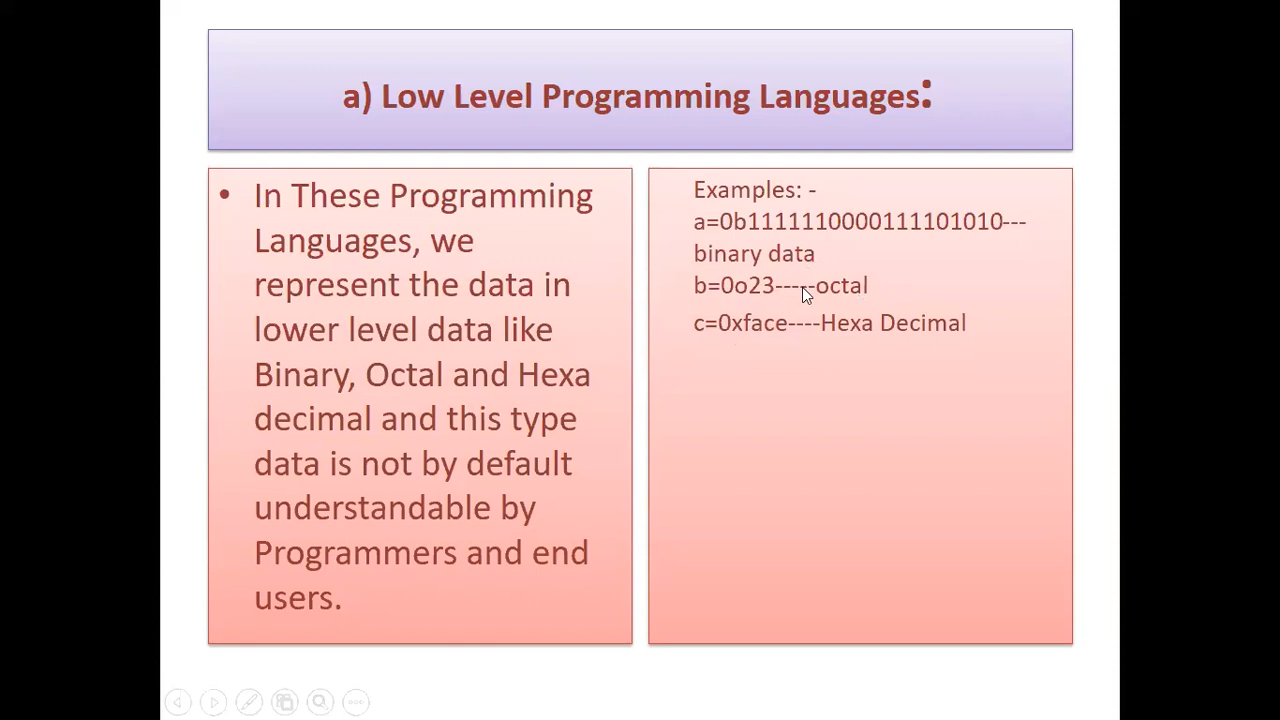 a) Low Level Programming Languages:
• In These Programming
Languages, we
represent the data in
lower level data like
Binary, Octal and Hexa
decimal and this type
data is not by default
understandable by
Programmers and end
users.
Examples: -
a=0b1111110000111101010---
binary data
b=0o23-----octal
c=0xface----Hexa Decimal